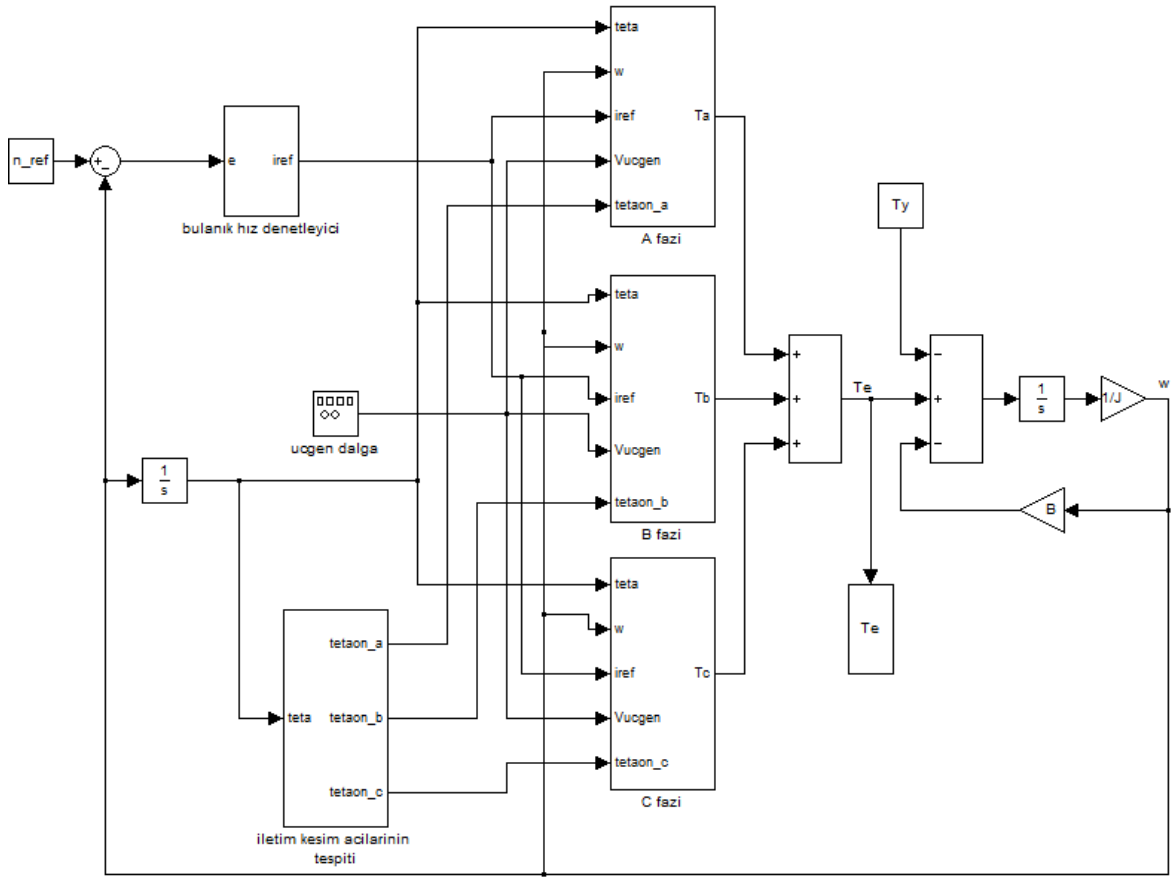 n_ref
+
-
e
iref
bulanık hız denetleyici
ucgen dalga
1
s
teta
tetaon_a
tetaon_b
tetaon_c
iletim kesim acilarinin
tespiti
teta
w
iref
Vucgen
tetaon_a
Ta
A fazi
teta
w
iref
Vucgen
tetaon_b
Tb
B fazi
teta
w
iref
Vucgen
tetaon_c
Tc
C fazi
+
+
+
Te
Te
Ty
-
+
-
1
s
1/J
w
B